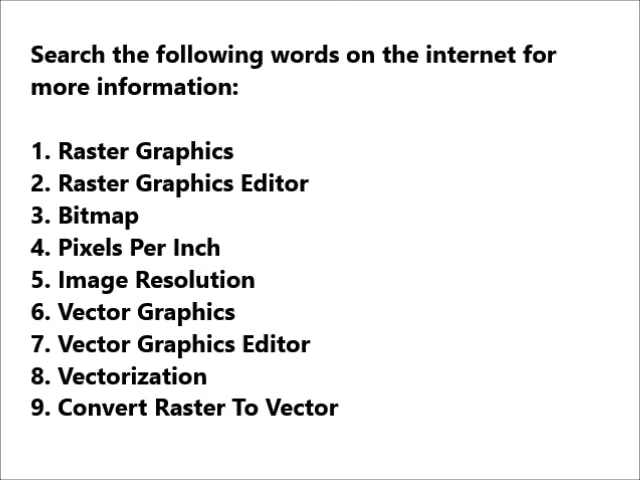 Search the following words on the internet for
more information:
1. Raster Graphics
2. Raster Graphics Editor
3. Bitmap
4. Pixels Per Inch
5. Image Resolution
6. Vector Graphics
7. Vector Graphics Editor
8. Vectorization
9. Convert Raster To Vector